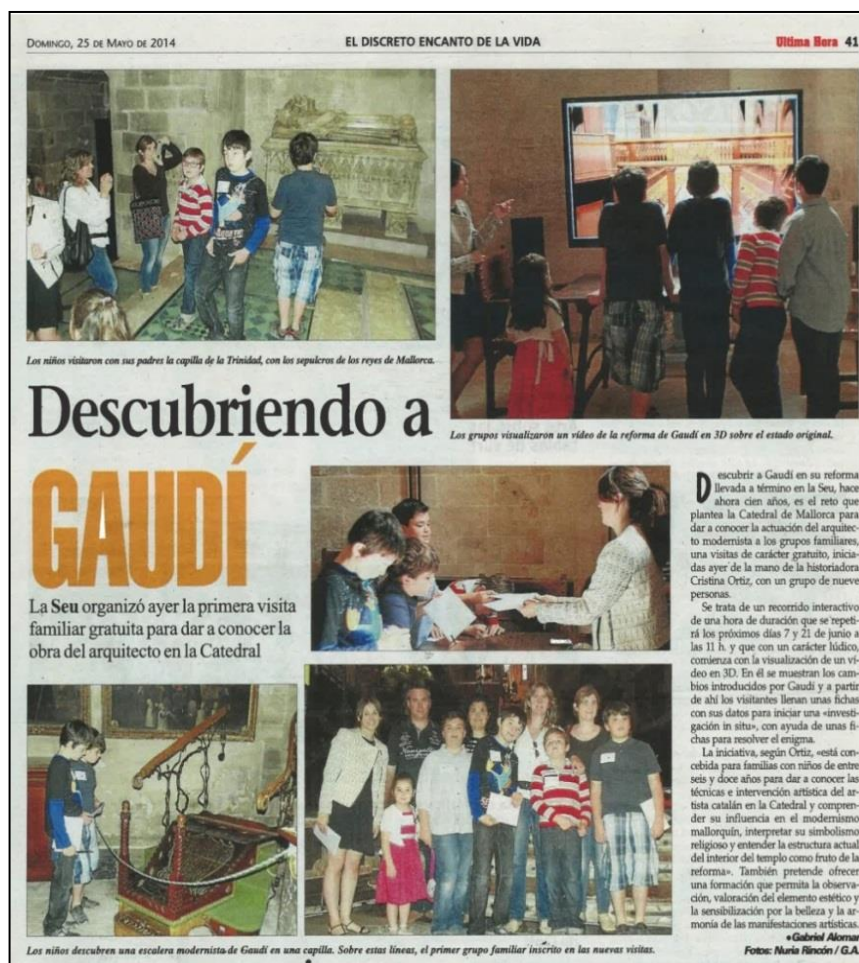 DOMINGO, 25 DE MAYO DE 2014
EL DISCRETO ENCANTO DE LA VIDA
Ultima Hora 41
Los niños visitaron con sus padres la capilla de la Trinidad, con los sepulcros de los reyes de Mallorca.
Los grupos visualizaron un vídeo de la reforma de Gaudí en 3D sobre el estado original.
Descubriendo a
GAUDÍ
La Seu organizó ayer la primera visita
familiar gratuita para dar a conocer la
obra del arquitecto en la Catedral
Descubrir a Gaudí en su reforma
llevada a término en la Seu, hace
ahora cien años, es el reto que
plantea la Catedral de Mallorca para
dar a conocer la actuación del arquitec-
to modernista a los grupos familiares,
una visitas de carácter gratuito, inicia-
das ayer de la mano de la historiadora
Cristina Ortiz, con un grupo de nueve
personas.
Se trata de un recorrido interactivo
de una hora de duración que se repeti-
rá los próximos días 7 y 21 de junio a
las 11 h. y que con un carácter lúdico,
comienza con la visualización de un ví-
deo en 3D. En él se muestran los cam-
bios introducidos por Gaudí y a partir
de ahí los visitantes llenan unas fichas
con sus datos para iniciar una «investi-
gación in situ», con ayuda de unas fi-
chas para resolver el enigma.
La iniciativa, según Ortiz, «está con-
cebida para familias con niños de entre
seis y doce años para dar a conocer las
técnicas e intervención artística del ar-
tista catalán en la Catedral y compren-
der su influencia en el modernismo
mallorquín, interpretar su simbolismo
religioso y entender la estructura actual
del interior del templo como fruto de la
reforma». También pretende ofrecer
una formación que permita la observa-
ción, valoración del elemento estético y
la sensibilización por la belleza y la ar-
monía de las manifestaciones artísticas.
•Gabriel Alomar
Fotos: Nuria Rincón / G.A.
Los niños descubren una escalera modernista de Gaudí en una capilla. Sobre estas líneas, el primer grupo familiar inscrito en las nuevas visitas.